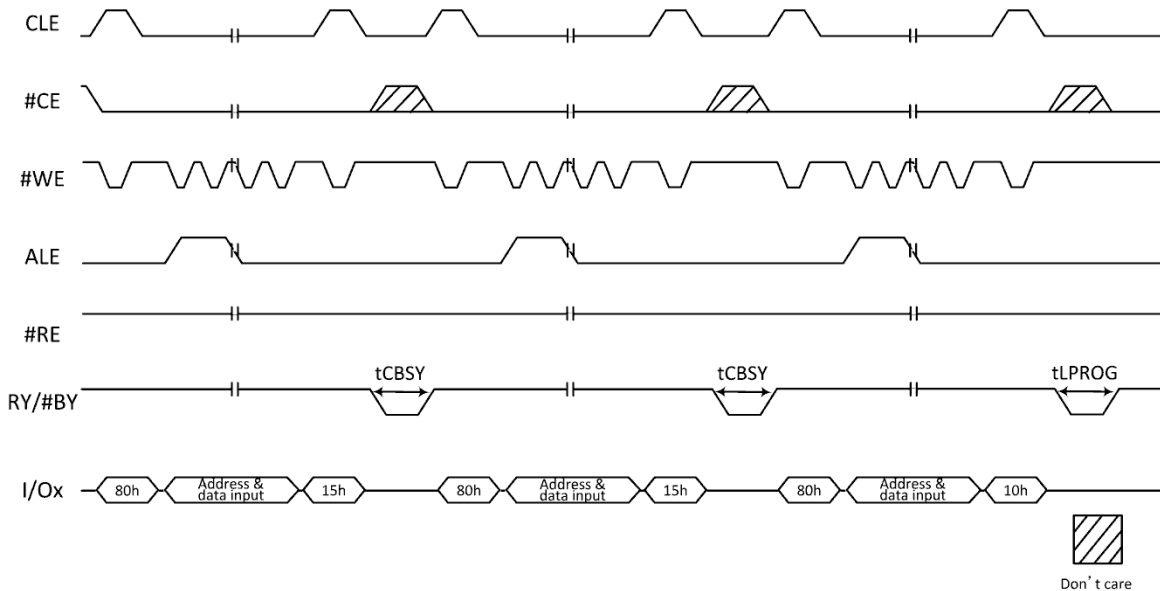 CLE
#CE
#WE
ALE
#RE
tCBSY tCBSY tLPROG
RY/#BY
I/Ox 80h Address & data input 15h 80h Address & data input 15h 80h Address & data input 10h
Don't care